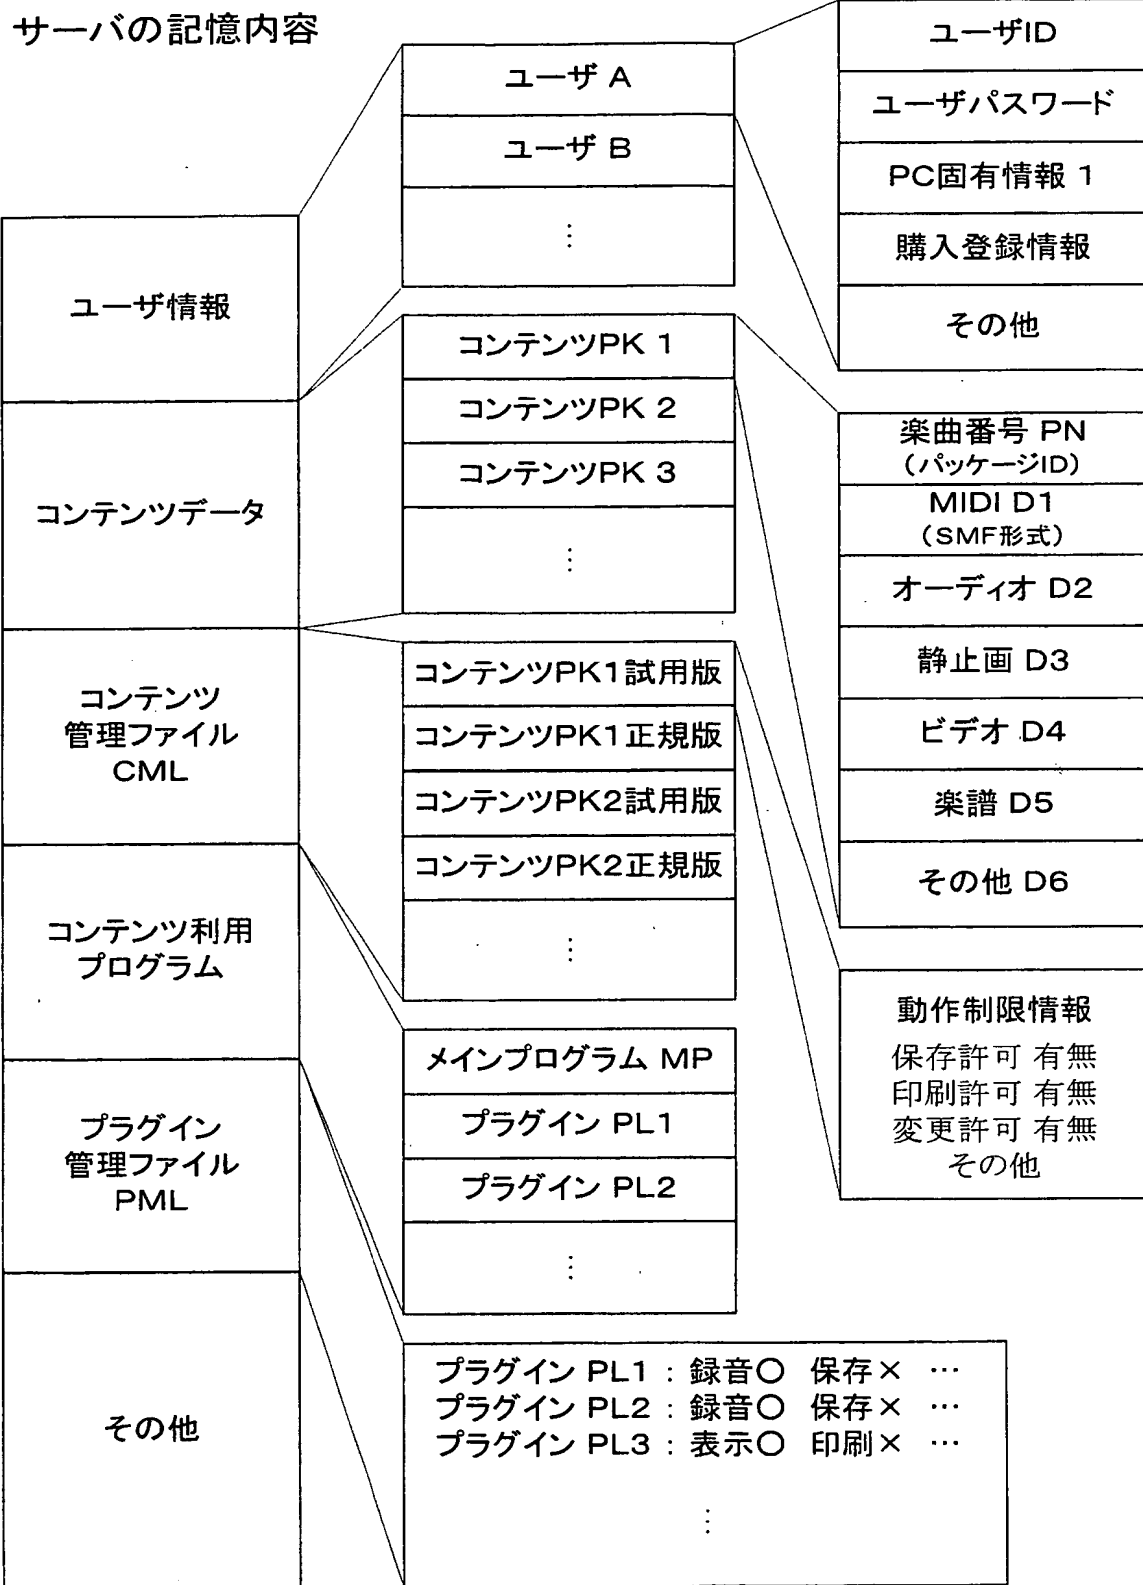 サーバの記憶内容
ユーザ情報
コンテンツデータ
コンテンツ
管理ファイル
CML
コンテンツ利用
プログラム
プラグイン
管理ファイル
PML
その他
ユーザ A
ユーザ B
⋮
コンテンツPK 1
コンテンツPK 2
コンテンツPK 3
⋮
コンテンツPK1試用版
コンテンツPK1正規版
コンテンツPK2試用版
コンテンツPK2正規版
⋮
メインプログラム MP
プラグイン PL1
プラグイン PL2
⋮
プラグイン PL1 : 録音○ 保存× …
プラグイン PL2 : 録音○ 保存× …
プラグイン PL3 : 表示○ 印刷× …
⋮
ユーザID
ユーザパスワード
PC固有情報 1
購入登録情報
その他
楽曲番号 PN
(パッケージID)
MIDI D1
(SMF形式)
オーディオ D2
静止画 D3
ビデオ D4
楽譜 D5
その他 D6
動作制限情報
保存許可 有無
印刷許可 有無
変更許可 有無
その他